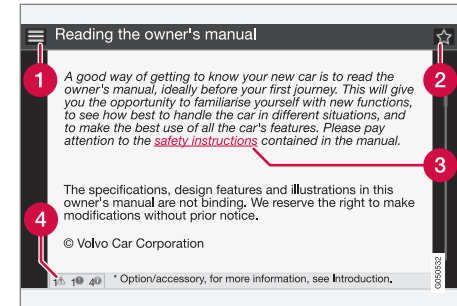 Reading the owner's manual
1
2
A good way of getting to know your new car is to read the
owner's manual, ideally before your first journey. This will give
you the opportunity to familiarise yourself with new functions,
to see how best to handle the car in different situations, and
to make the best use of all the car's features. Please pay
attention to the safety instructions contained in the manual.
3
The specifications, design features and illustrations in this
owner's manual are not binding. We reserve the right to make
modifications without prior notice.
4
© Volvo Car Corporation
1 1 4 * Option/accessory, for more information, see Introduction.
G050532